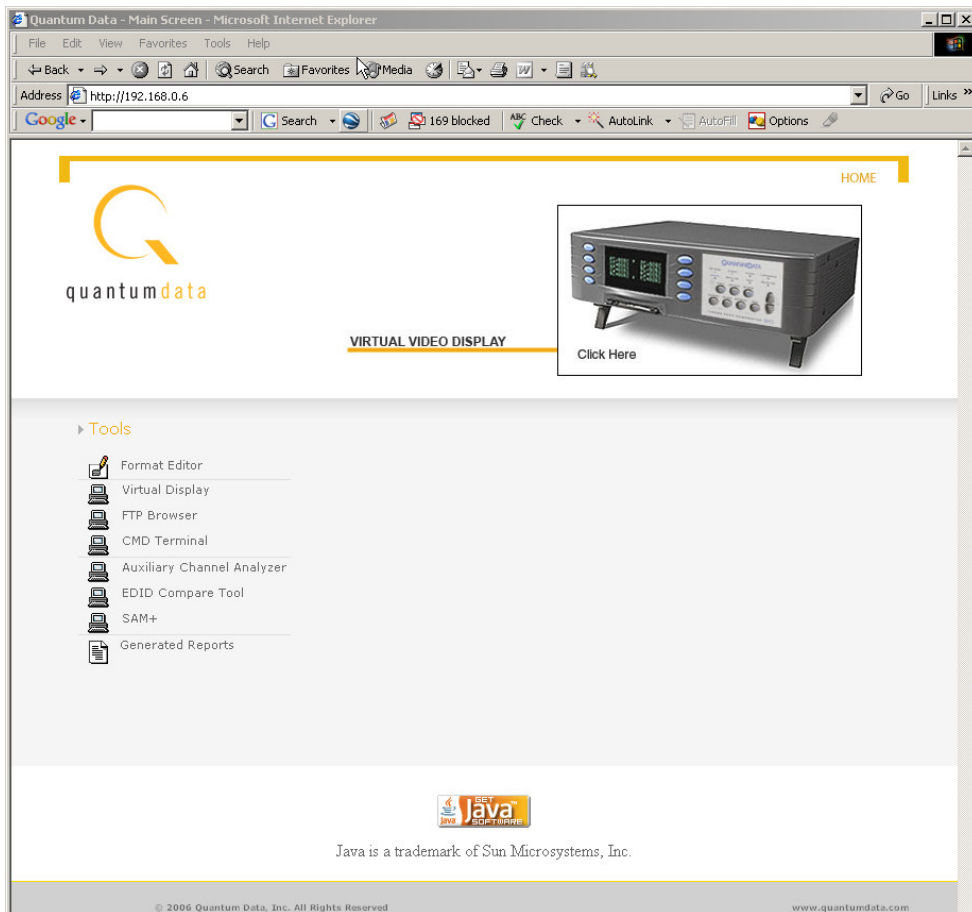 Quantum Data - Main Screen - Microsoft Internet Explorer
File Edit View Favorites Tools Help
Back Search Favorites Media
Address http://192.168.0.6 Go Links »
Google Search 169 blocked ABC Check AutoLink AutoFill Options
HOME
quantumdata
QUANTUMDATA
VIRTUAL VIDEO DISPLAY
Click Here
Tools
Format Editor
Virtual Display
FTP Browser
CMD Terminal
Auxiliary Channel Analyzer
EDID Compare Tool
SAM+
Generated Reports
GET
Java™
SOFTWARE
Java
Java is a trademark of Sun Microsystems, Inc.
© 2006 Quantum Data, Inc. All Rights Reserved www.quantumdata.com